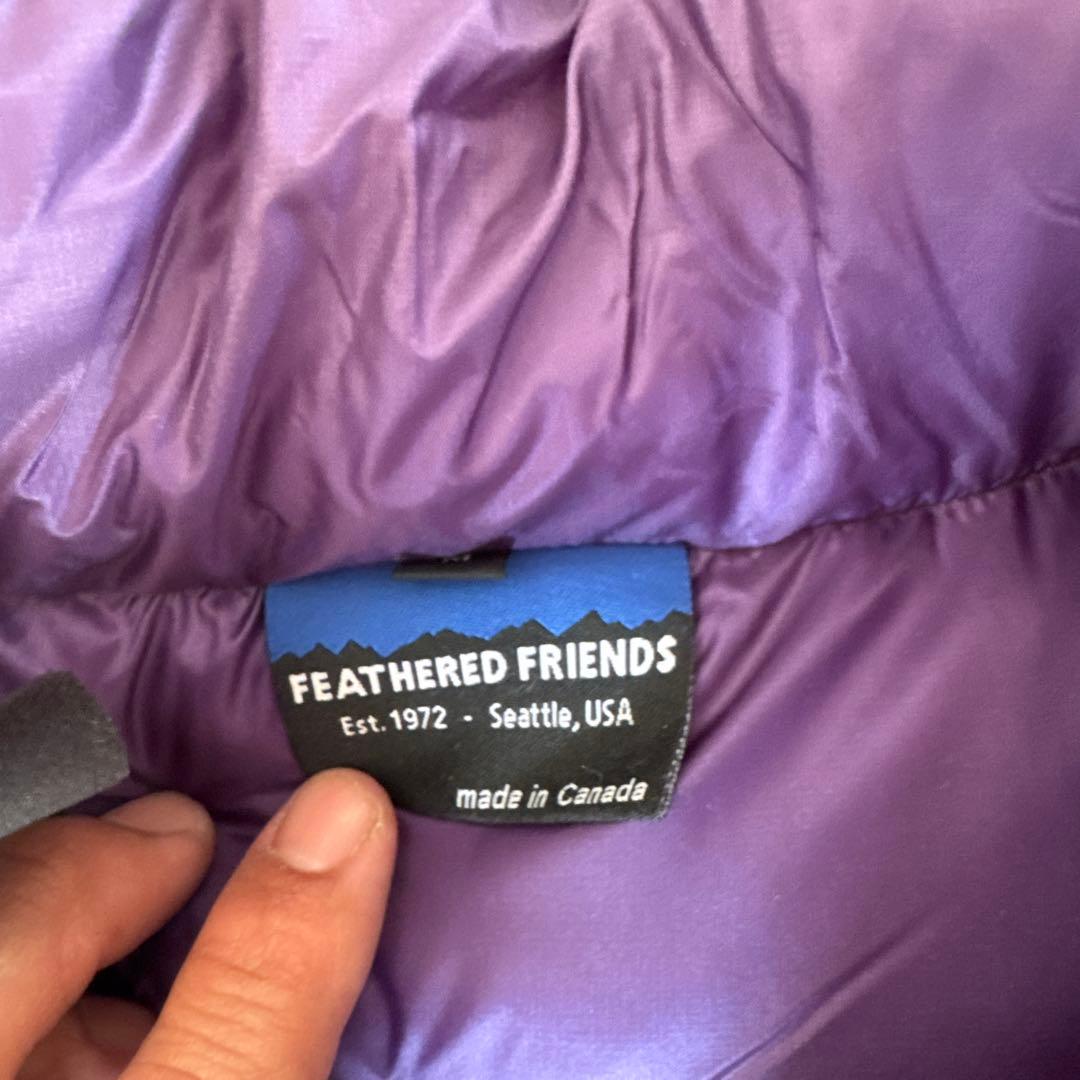 FEATHERED FRIENDS
Est. 1972 - Seattle, USA
made in Canada